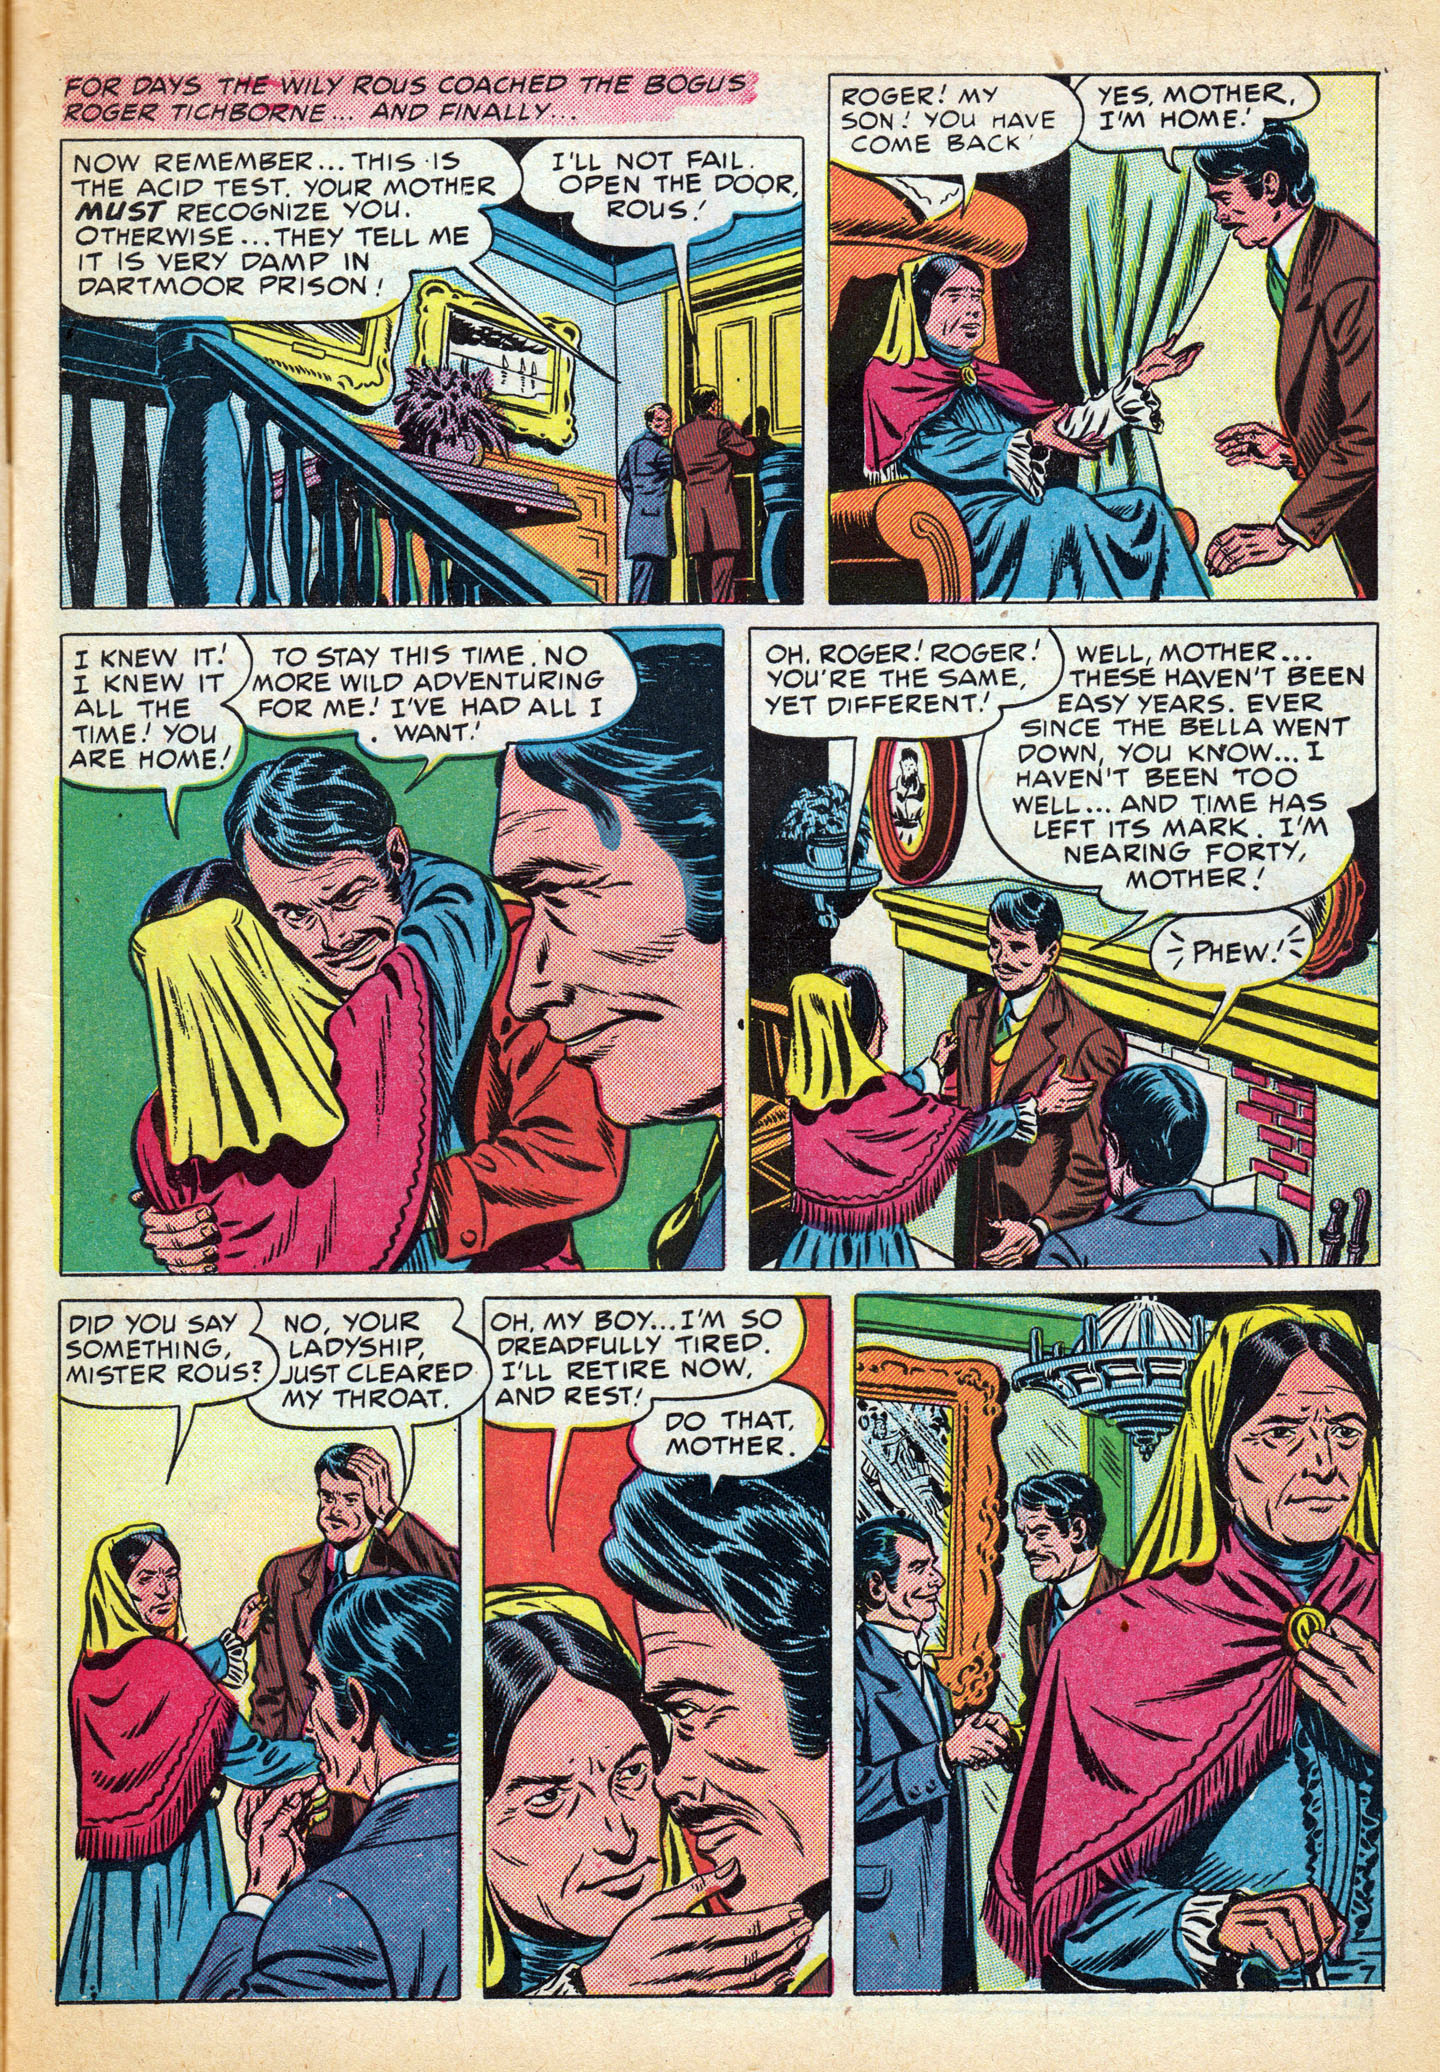 FOR DAYS THE WILY ROUS COACHED THE BOGUS
ROGER TICHBORNE... AND FINALLY...
NOW REMEMBER... THIS IS
THE ACID TEST. YOUR MOTHER
MUST RECOGNIZE YOU.
OTHERWISE... THEY TELL ME
IT IS VERY DAMP IN
DARTMOOR PRISON!
I'LL NOT FAIL.
OPEN THE DOOR,
ROUS!
ROGER! MY
SON! YOU HAVE
COME BACK!
YES, MOTHER,
I'M HOME!
I KNEW IT!
I KNEW IT
ALL THE
TIME! YOU
ARE HOME!
TO STAY THIS TIME. NO
MORE WILD ADVENTURING
FOR ME! I'VE HAD ALL I
WANT!
OH, ROGER! ROGER!
YOU'RE THE SAME,
YET DIFFERENT!
WELL, MOTHER...
THESE HAVEN'T BEEN
EASY YEARS. EVER
SINCE THE BELLA WENT
DOWN, YOU KNOW... I
HAVEN'T BEEN TOO
WELL... AND TIME HAS
LEFT ITS MARK. I'M
NEARING FORTY,
MOTHER!
PHEW!
DID YOU SAY
SOMETHING,
MISTER ROUS?
NO, YOUR
LADYSHIP,
JUST CLEARED
MY THROAT.
OH, MY BOY... I'M SO
DREADFULLY TIRED.
I'LL RETIRE NOW,
AND REST!
DO THAT,
MOTHER.
7